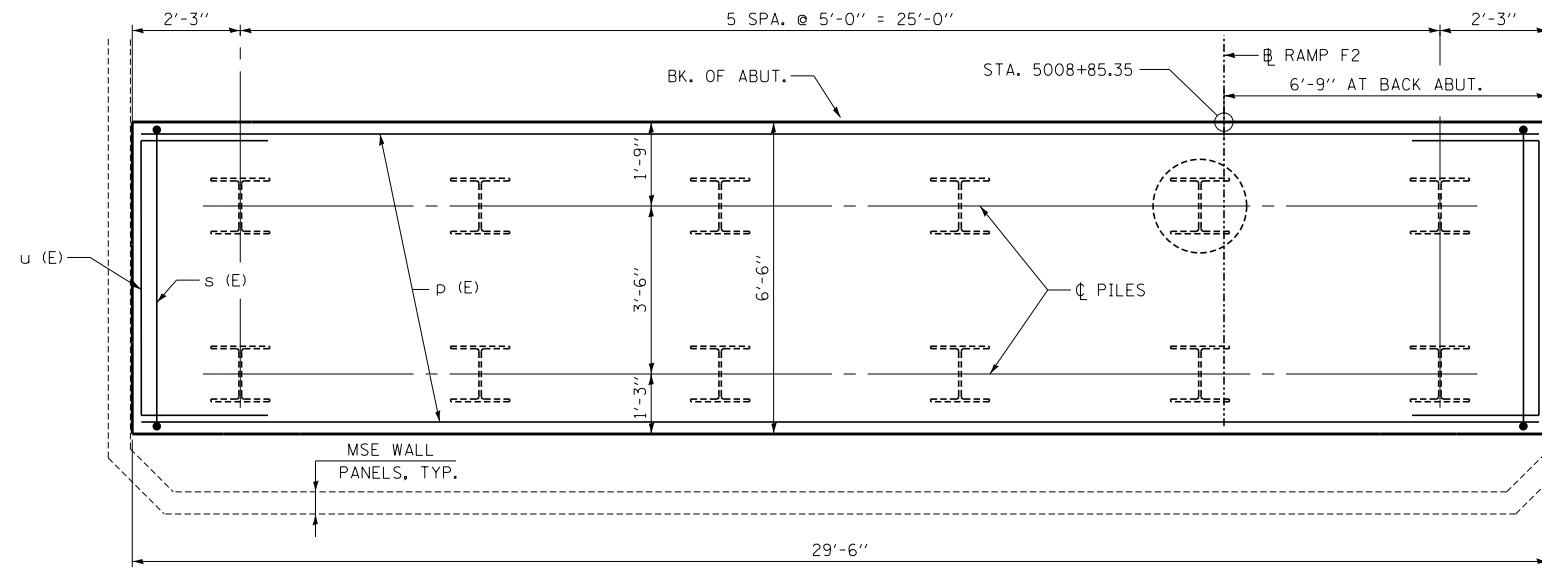 2'-3"
5 SPA. @ 5'-0" = 25'-0"
2'-3"
BK. OF ABUT.
STA. 5008+85.35
℄ RAMP F2
6'-9" AT BACK ABUT.
1'-9"
3'-6"
1'-3"
6'-6"
u (E)
s (E)
p (E)
℄ PILES
MSE WALL
PANELS, TYP.
29'-6"